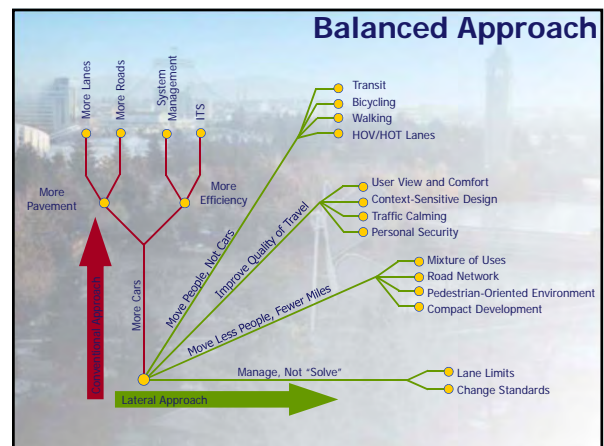 Balanced Approach
More Lanes
More Roads
System
Management
ITS
More
Pavement
More
Efficiency
More Cars
Conventional Approach
Lateral Approach
Move People, Not Cars
Transit
Bicycling
Walking
HOV/HOT Lanes
Improve Quality of Travel
User View and Comfort
Context-Sensitive Design
Traffic Calming
Personal Security
Move Less People, Fewer Miles
Mixture of Uses
Road Network
Pedestrian-Oriented Environment
Compact Development
Manage, Not "Solve"
Lane Limits
Change Standards